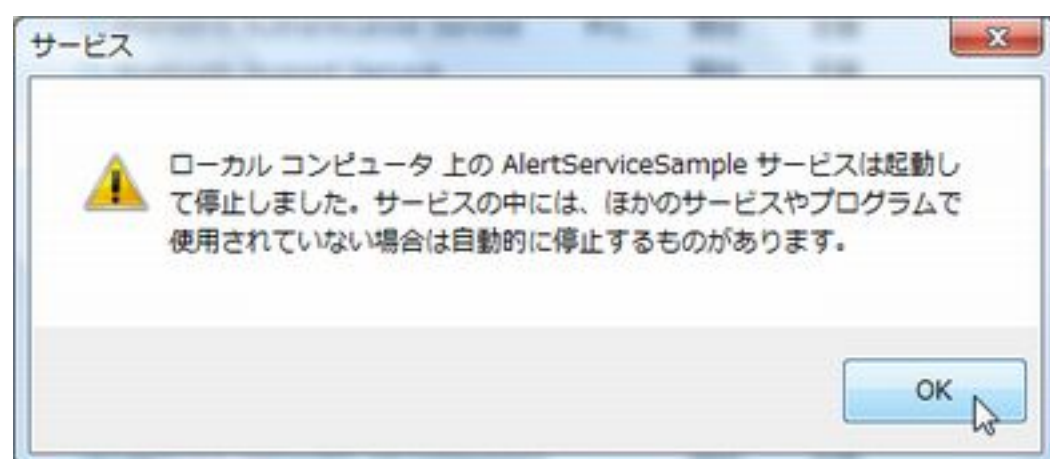 サービス
ローカル コンピュータ 上の AlertServiceSample サービスは起動し
て停止しました。サービスの中には、ほかのサービスやプログラムで
使用されていない場合は自動的に停止するものがあります。
OK